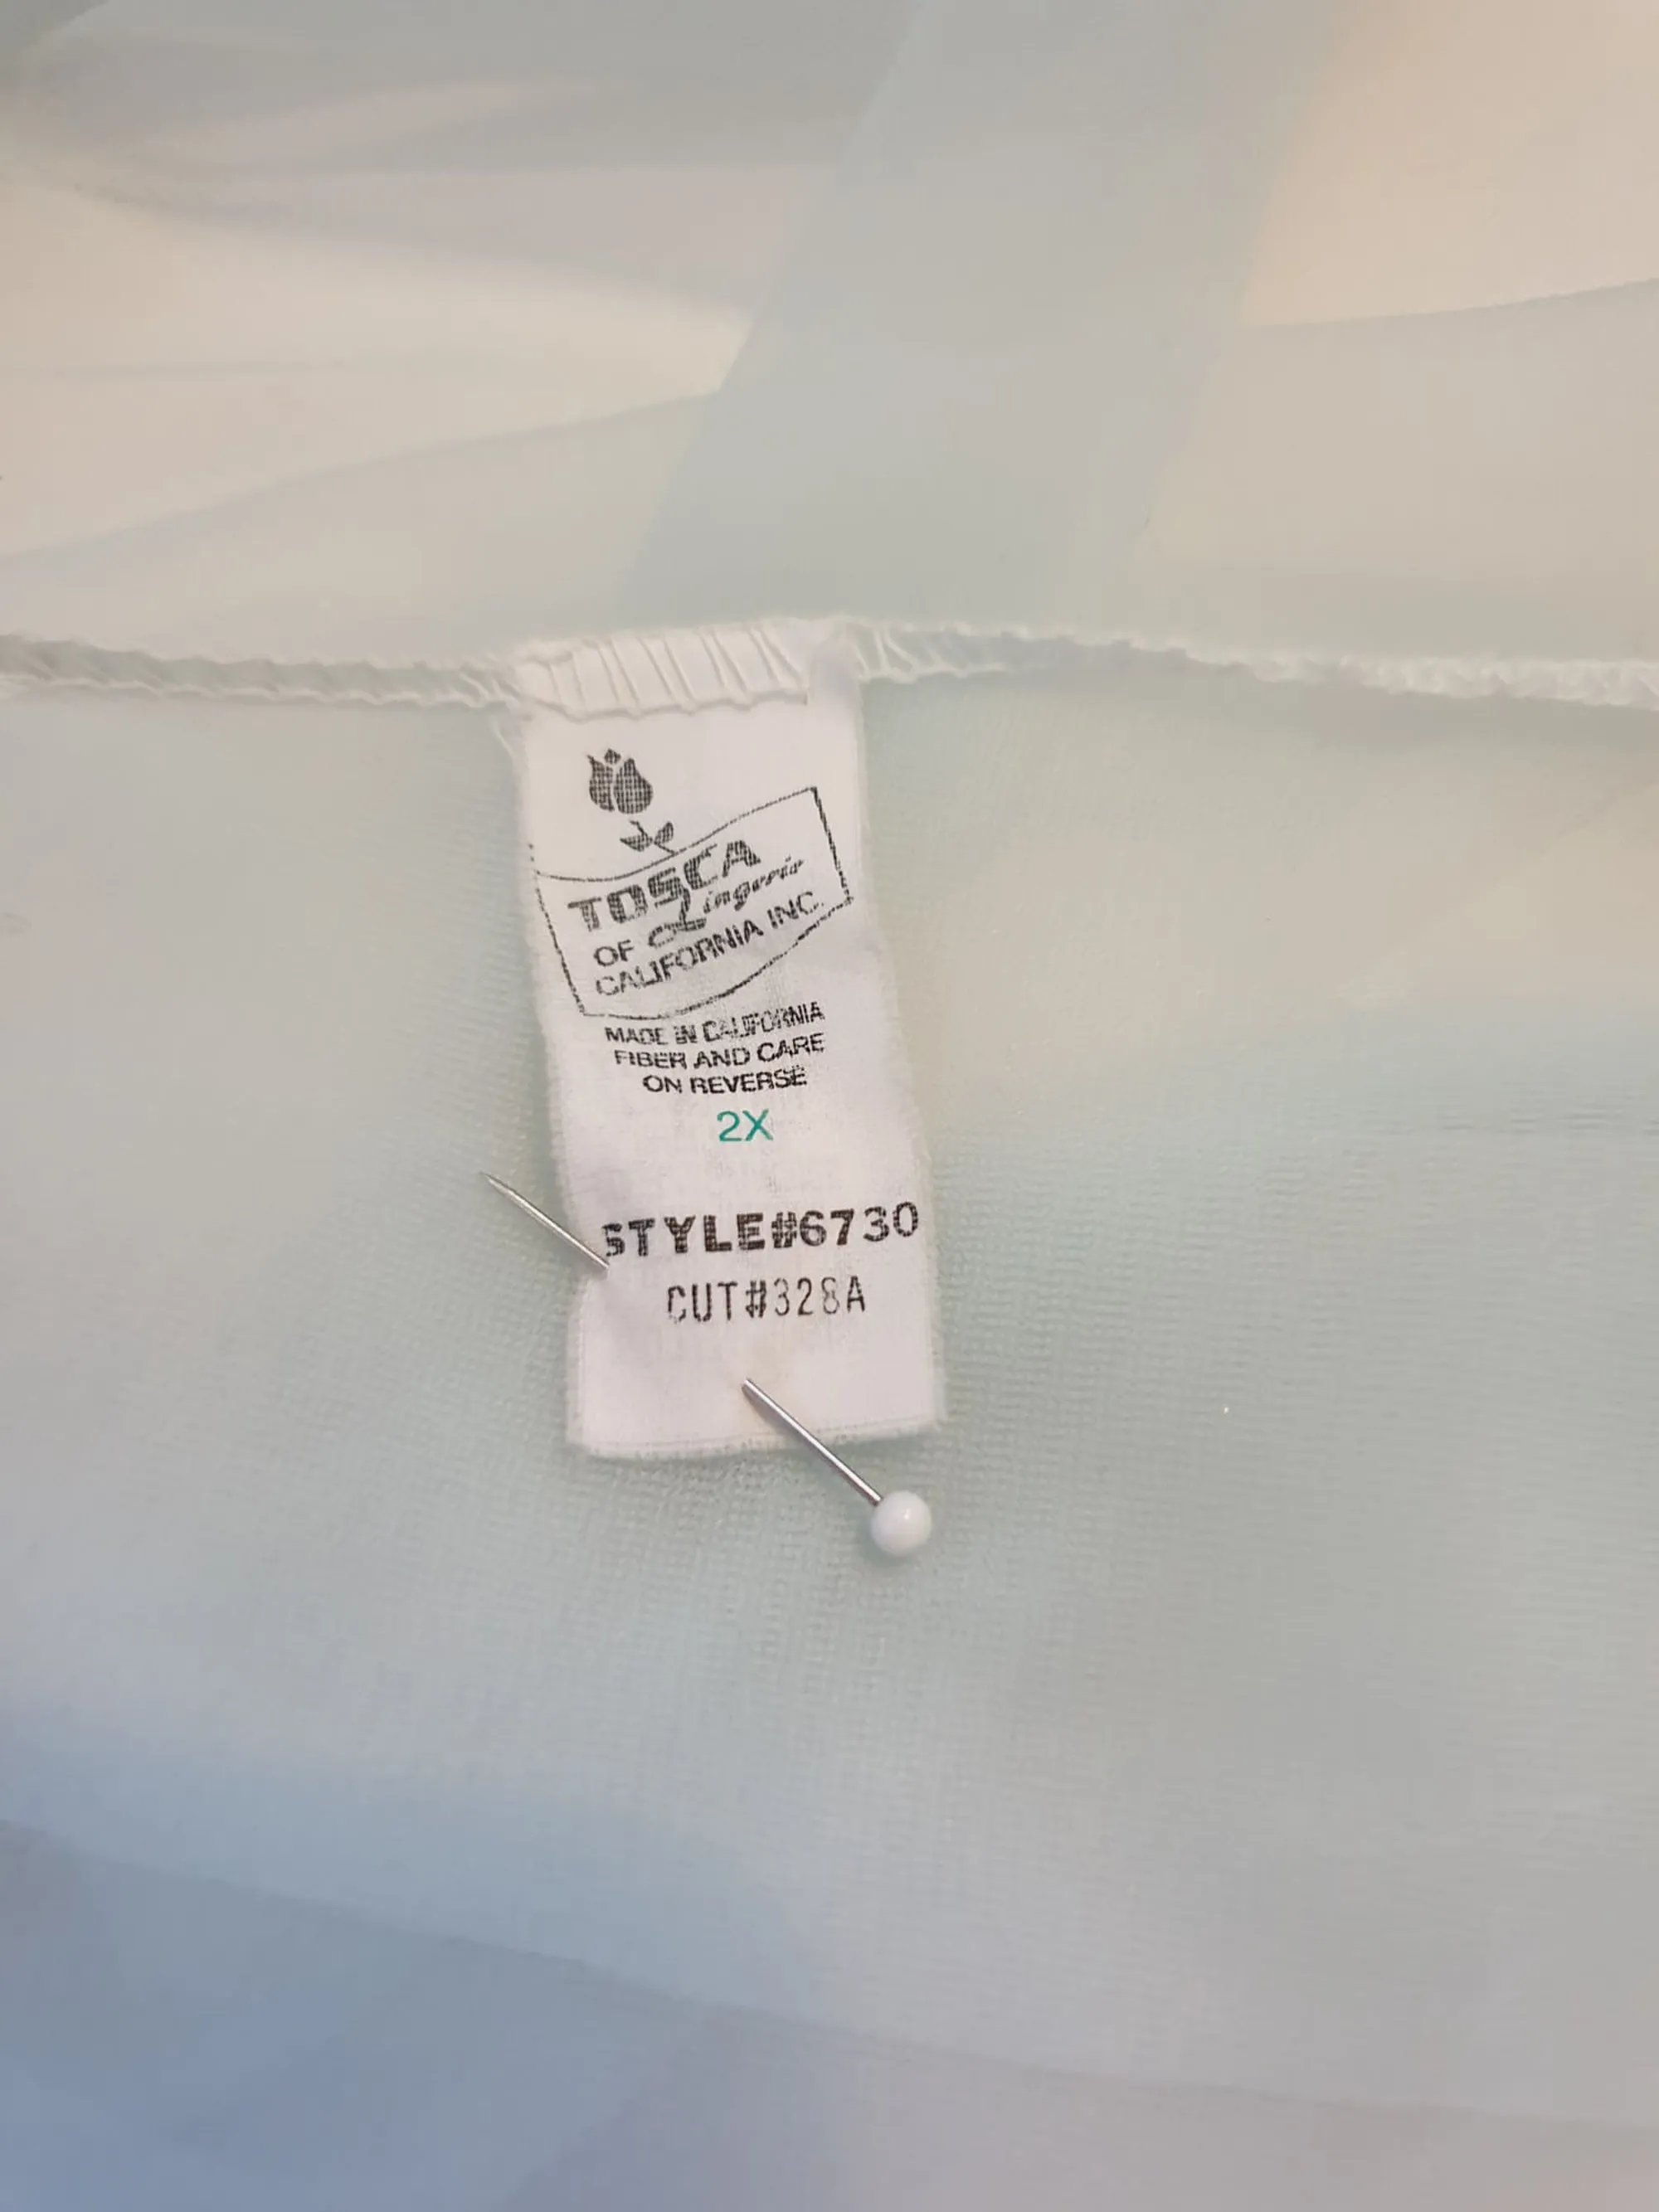 TOSCA
Lingerie
OF
CALIFORNIA INC.
MADE IN CALIFORNIA
FIBER AND CARE
ON REVERSE
2X
STYLE#6730
CUT#328A